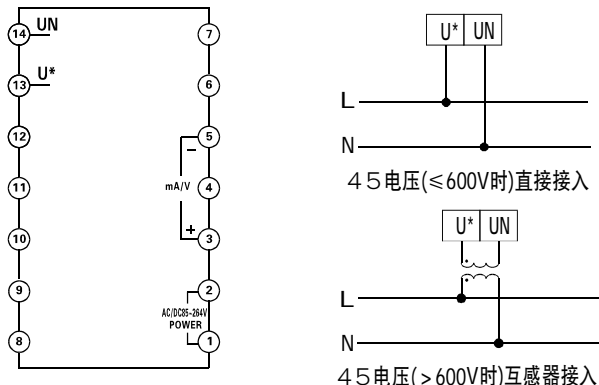 14 UN
7
13 U*
6
12
5
−
11
mA/V
4
10
+
3
9
2
AC/DC85~264V
POWER
8
1
U* UN
L
N
45电压(≤600V时)直接接入
U* UN
L
N
45电压(>600V时)互感器接入